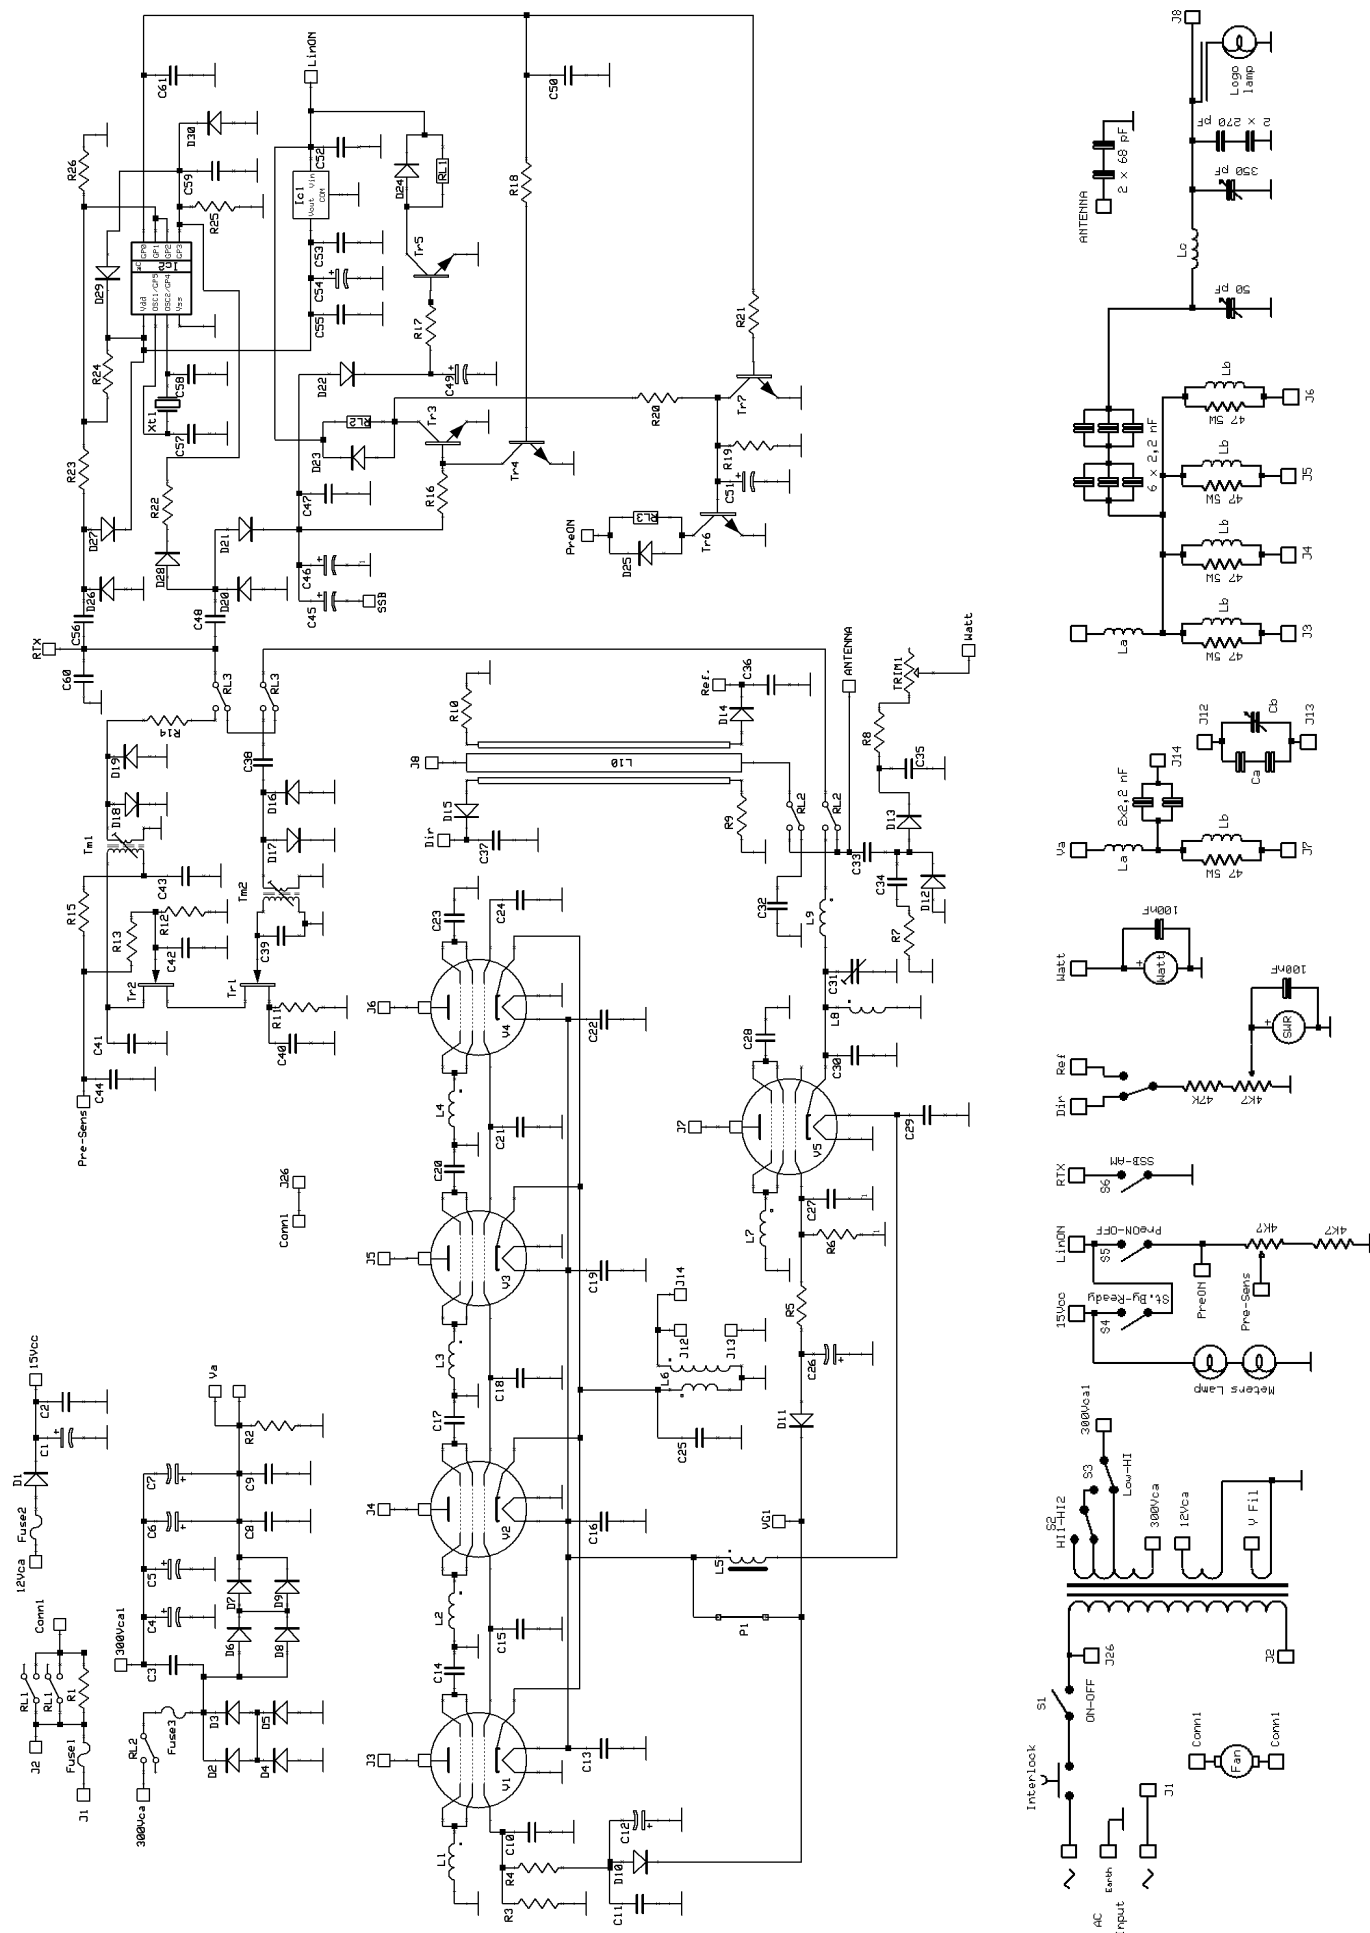 LinON
C61
C50
D30
R26
C59
C52
D24
RL1
R18
R25
Ic1
Vout
Vin
COM
GP0
GP1
GP2
GP3
Ic2
Vdd
OSC1/GP5
OSC2/GP4
Vss
D29
C53
C54
C55
Tr5
R17
R21
R24
Xtl
C58
C57
D22
C49
RL2
D23
Tr3
R20
Tr7
R23
R22
C47
R16
Tr4
R19
C51
D27
D28
D21
C46
PreON
RL3
D25
Tr6
D26
D20
C45
SSB
C56
C48
RTX
C60
RL3
RL3
R14
D19
D18
C38
D16
D17
Tm1
Tm2
R15
C43
R13
R12
C42
C39
Tr2
Tr1
R11
C41
C40
C44
Pre-Sens
R10
Ref.
C36
D14
J8
L10
D15
Dir
C37
R9
RL2
RL2
ANTENNA
TRIM1
Watt
R8
C35
D13
C33
C34
D12
C32
L9
R7
C31
L8
C23
C24
J6
V4
C22
L4
C21
C20
J5
V3
C19
L3
C18
C17
J4
V2
C16
L2
C15
C14
J3
V1
C13
L1
C10
C12
R4
R3
D10
C11
C28
C30
J7
V5
C29
L7
C27
R6
R5
C26
D11
VG1
L5
P1
J14
J12
J13
L6
C25
Conn1
J26
15Vcc
C2
C1
D1
Fuse2
12Vca
Va
R2
C7
C9
C6
C8
C5
C4
C3
D7
D9
D6
D8
300Vca1
Conn1
RL1
RL1
R1
J2
Fuse1
J1
RL2
Fuse3
300Vca
D3
D5
D2
D4
J8
Logo
lamp
2 x 270 pF
350 pF
ANTENNA
2 x 68 pF
Lc
50 pF
6 x 2,2 nF
Lb
47 5W
J6
Lb
47 5W
J5
Lb
47 5W
J4
Lb
47 5W
J3
La
J12
Cb
Ca
J13
J14
2x2,2 nF
Va
La
Lb
47 5W
J7
Watt
Watt
100nF
SWR
100nF
Ref
Dir
47K
4K7
RTX
S6
SSB-AM
LinON
S5
PreON-OFF
PreON
4K7
4K7
Pre-Sens
15Vcc
S4
St.By-Ready
Meters Lamp
300Vca1
S3
Low-HI
S2
HI1-HI2
300Vca
12Vca
V Fil
J26
J2
S1
ON-OFF
Conn1
Fan
Conn1
Interlock
J1
Earth
AC
Input